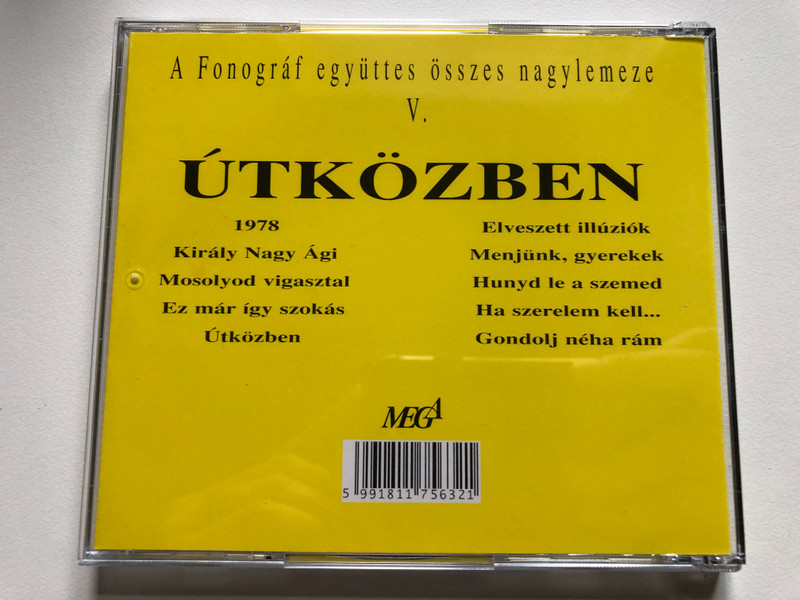 A Fonográf együttes összes nagylemeze
V.
ÚTKÖZBEN
1978
Király Nagy Ági
Mosolyod vigasztal
Ez már így szokás
Útközben
Elveszett illúziók
Menjünk, gyerekek
Hunyd le a szemed
Ha szerelem kell...
Gondolj néha rám
MEGA
5 991811 756321